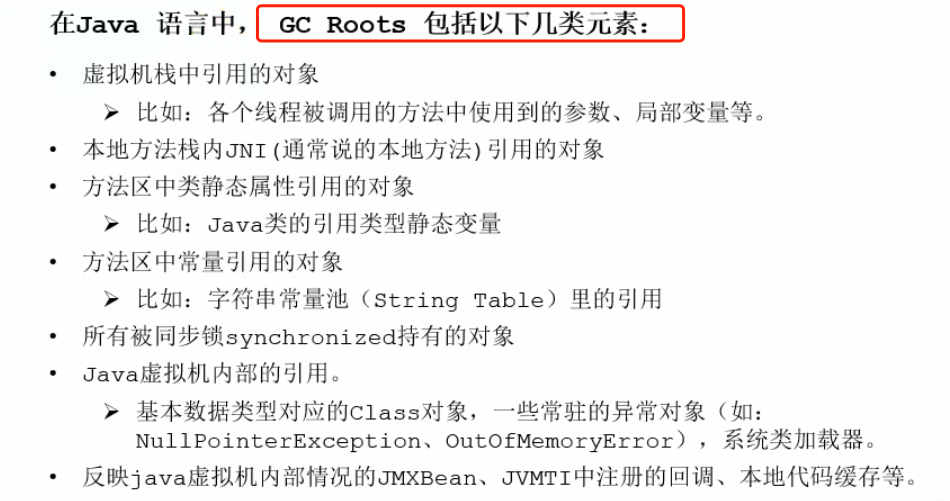 在Java 语言中， GC Roots 包括以下几类元素：
• 虚拟机栈中引用的对象
➢ 比如：各个线程被调用的方法中使用到的参数、局部变量等。
• 本地方法栈内JNI(通常说的本地方法)引用的对象
• 方法区中类静态属性引用的对象
➢ 比如：Java类的引用类型静态变量
• 方法区中常量引用的对象
➢ 比如：字符串常量池（String Table）里的引用
• 所有被同步锁synchronized持有的对象
• Java虚拟机内部的引用。
➢ 基本数据类型对应的Class对象，一些常驻的异常对象（如：
NullPointerException、OutOfMemoryError），系统类加载器。
• 反映java虚拟机内部情况的JMXBean、JVMTI中注册的回调、本地代码缓存等。